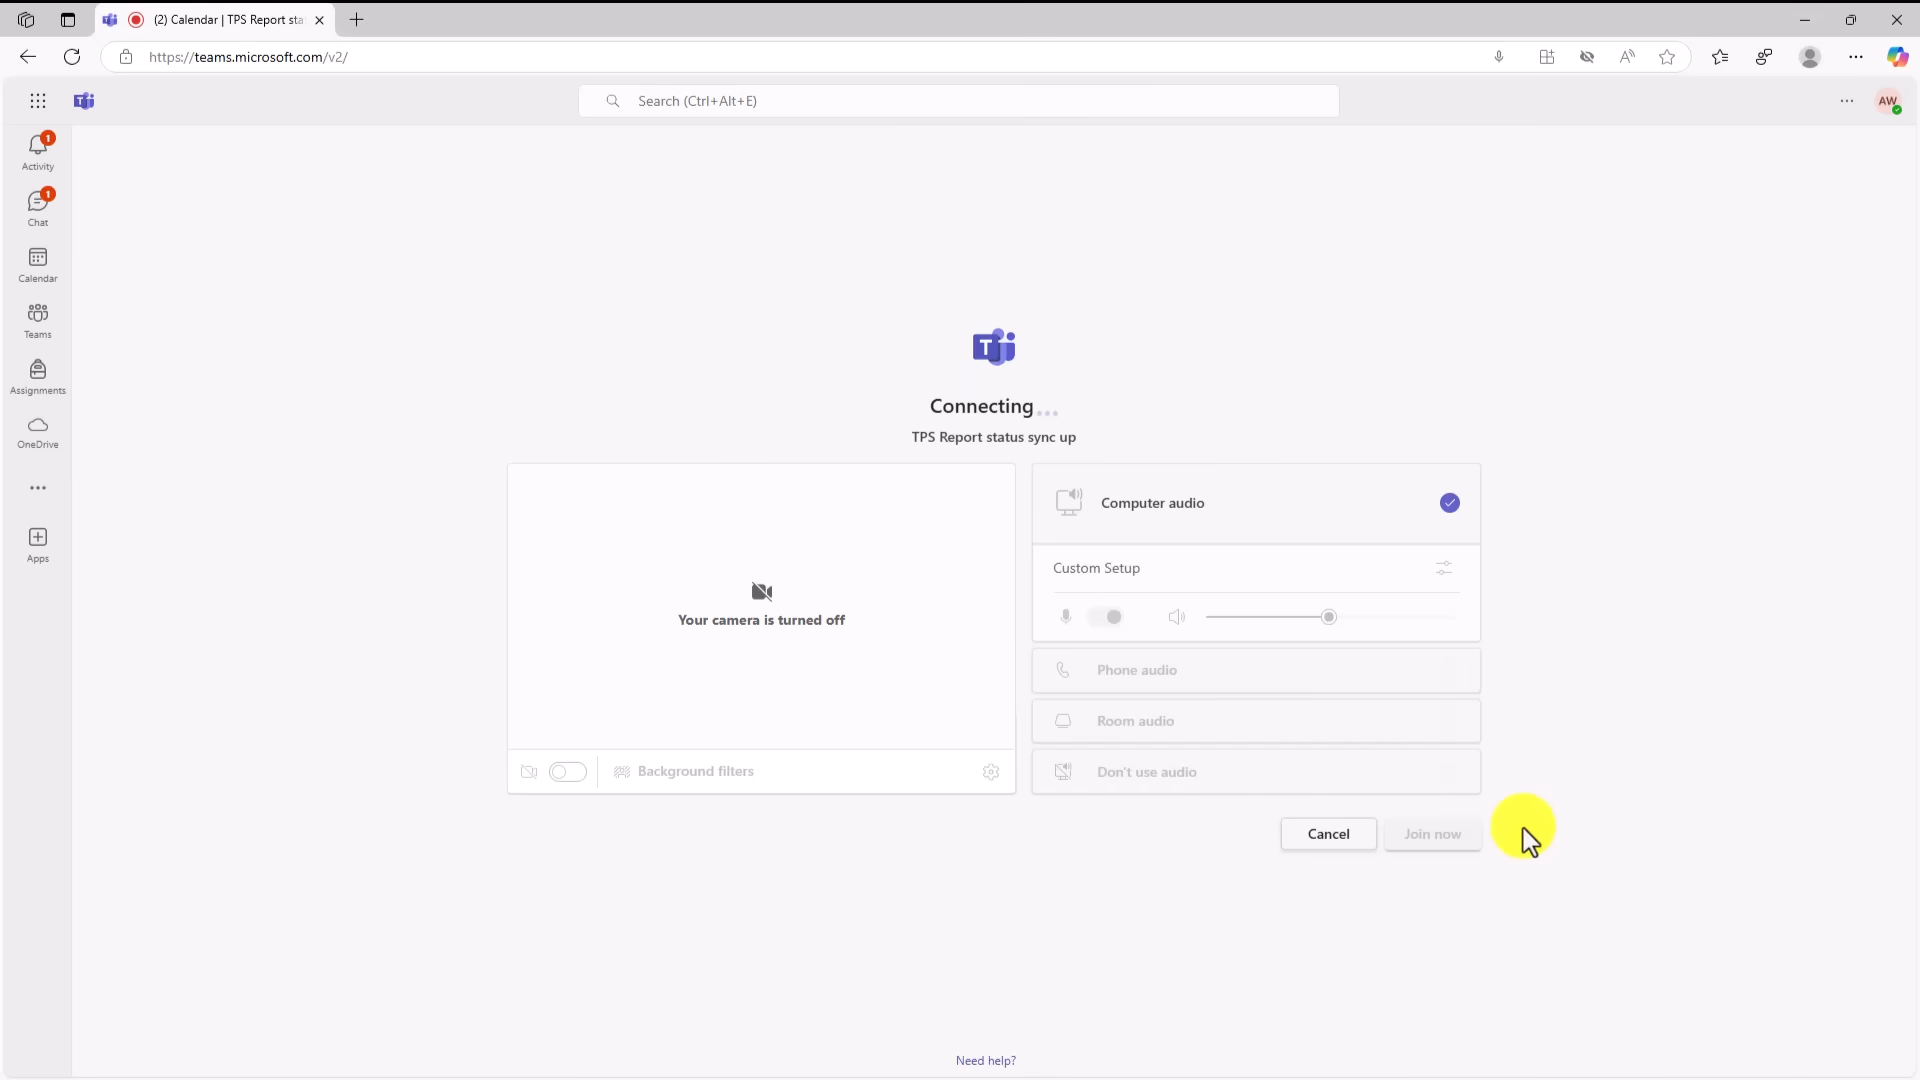 (2) Calendar | TPS Report sta
https://teams.microsoft.com/v2/
Search (Ctrl+Alt+E)
AW
1
Activity
1
Chat
Calendar
Teams
Assignments
OneDrive
Apps
T
Connecting...
TPS Report status sync up
Your camera is turned off
Background filters
Computer audio
Custom Setup
Phone audio
Room audio
Don't use audio
Cancel
Join now
Need help?